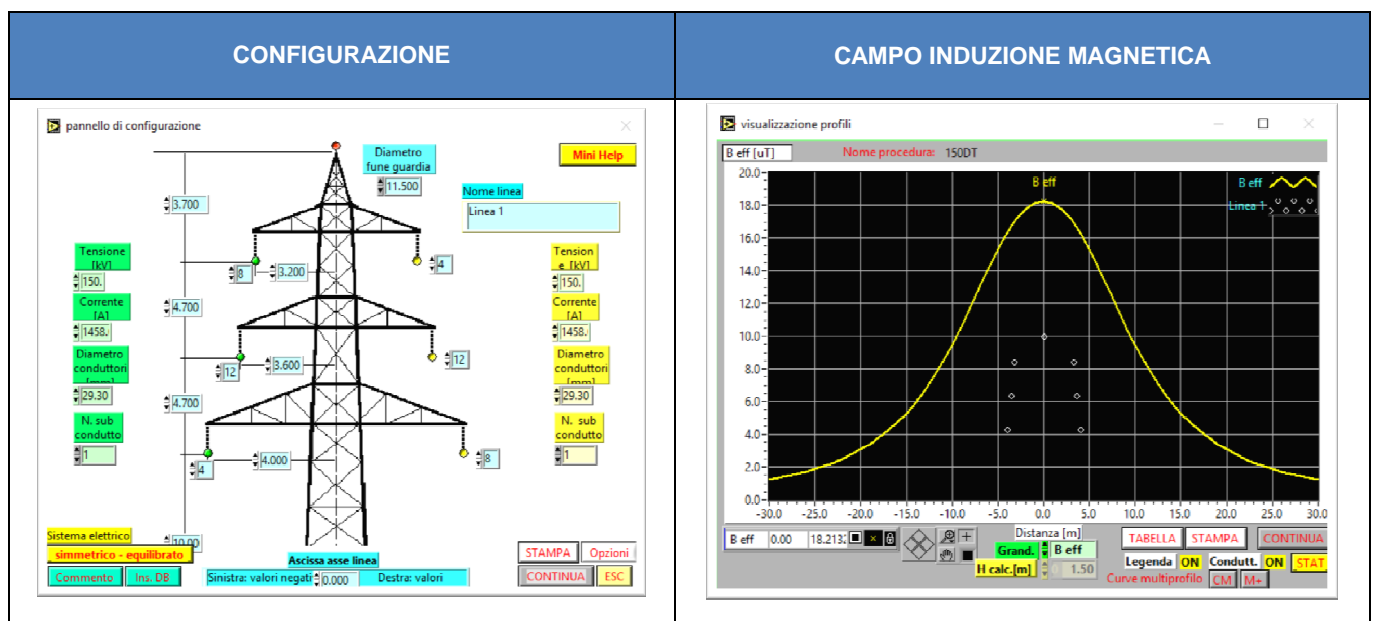 CONFIGURAZIONE
CAMPO INDUZIONE MAGNETICA
pannello di configurazione
Diametro
fune guardia
11.500
Mini Help
Nome linea
Linea 1
3.700
Tensione
[kV]
150.
Corrente
[A]
1458.
Diametro
conduttori
[mm]
29.30
N. sub
condutto
1
8
3.200
4
4.700
12
3.600
12
4.700
4
4.000
8
10.00
Tension
e [kV]
150.
Corrente
[A]
1458.
Diametro
conduttori
[mm]
29.30
N. sub
condutto
1
Sistema elettrico
simmetrico - equilibrato
Commento
Ins. DB
Ascissa asse linea
Sinistra: valori negati
0.000
Destra: valori
STAMPA
Opzioni
CONTINUA
ESC
visualizzazione profili
B eff [uT]
Nome procedura: 150DT
B eff
B eff
Linea 1
20.0
18.0
16.0
14.0
12.0
10.0
8.0
6.0
4.0
2.0
0.0
-30.0 -25.0 -20.0 -15.0 -10.0 -5.0 0.0 5.0 10.0 15.0 20.0 25.0 30.0
Distanza [m]
B eff 0.00
Grand. B eff
H calc.[m] 1.50
TABELLA
STAMPA
CONTINUA
Legenda ON Condutt. ON STAT
Curve multiprofilo CM M+